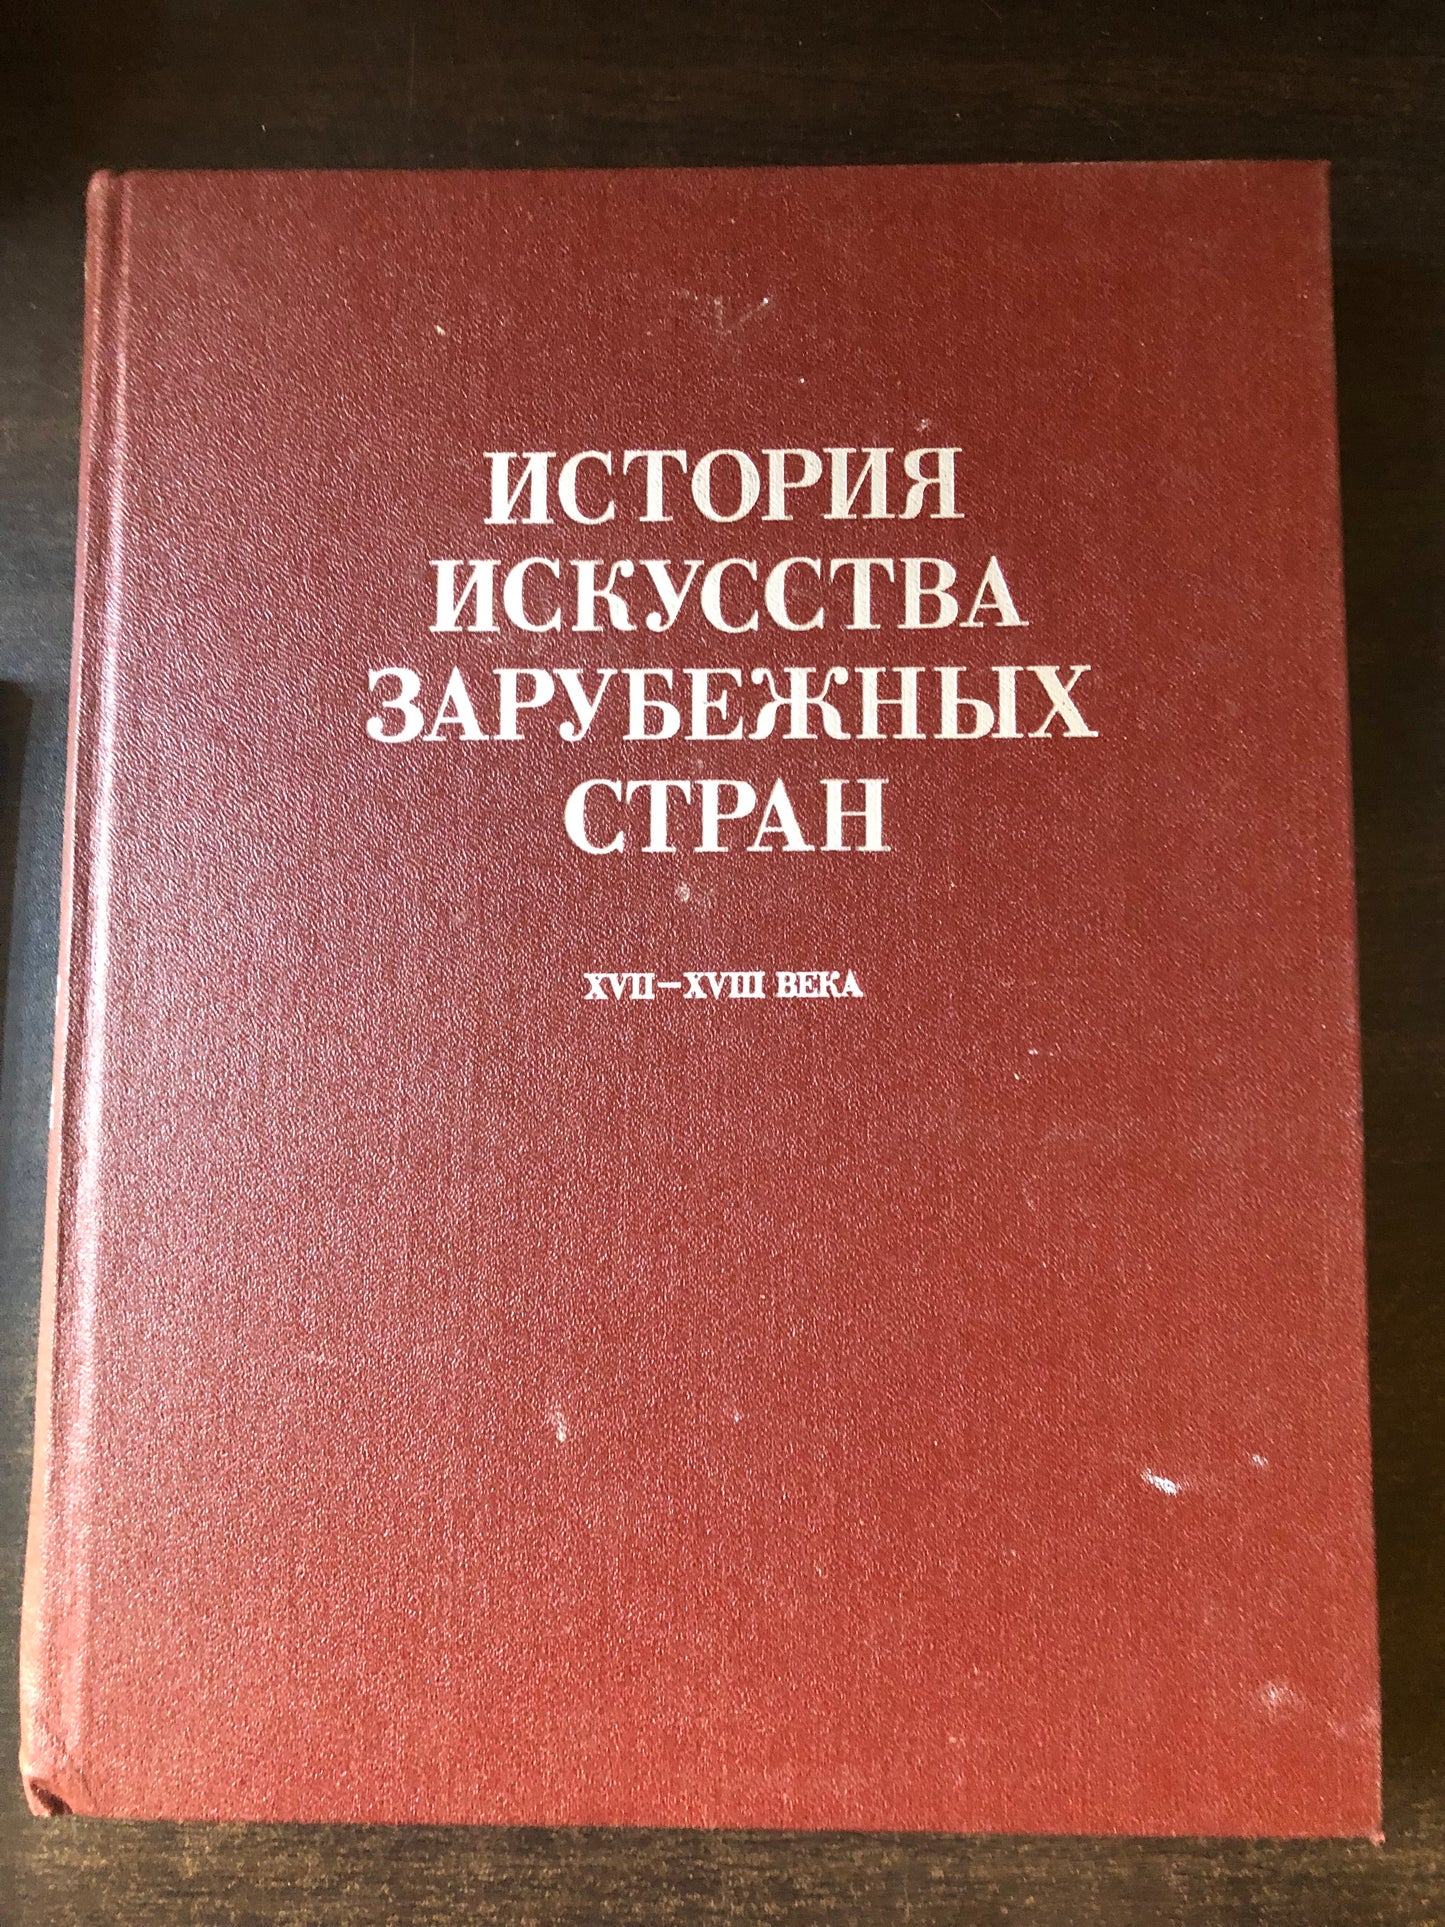 ИСТОРИЯ
ИСКУССТВА
ЗАРУБЕЖНЫХ
СТРАН
XVII–XVIII ВЕКА